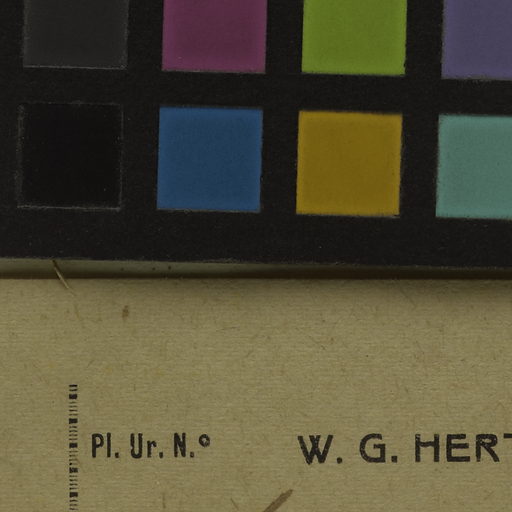 Pl. Ur. N.º W. G. HERT